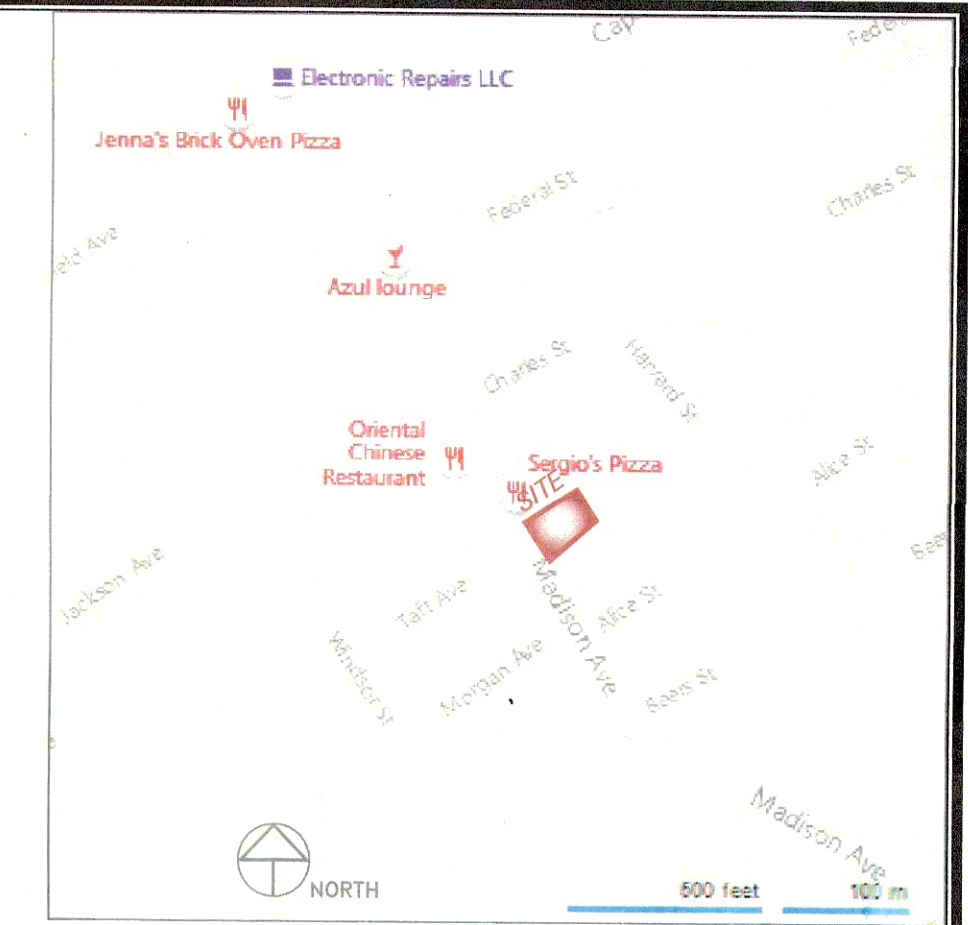 Electronic Repairs LLC
Jenna's Brick Oven Pizza
Federal St
Charles St
Azul lounge
Charles St
Harvard St
Oriental
Chinese
Restaurant
Sergio's Pizza
SITE
Alice St
Jackson Ave
Taft Ave
Madison Ave
Alice St
Windsor St
Morgan Ave
Beers St
Madison Ave
NORTH
100 m